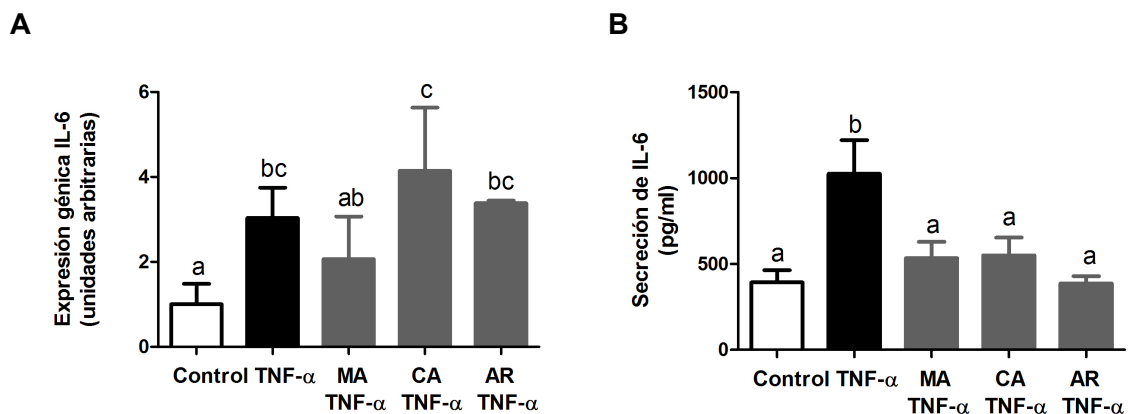 A
Expresión génica IL-6
(unidades arbitrarias)
6
4
2
0
a
bc
ab
c
bc
Control TNF-α MA CA AR
TNF-α TNF-α TNF-α
B
Secreción de IL-6
(pg/ml)
1500
1000
500
0
a
b
a
a
a
Control TNF-α MA CA AR
TNF-α TNF-α TNF-α